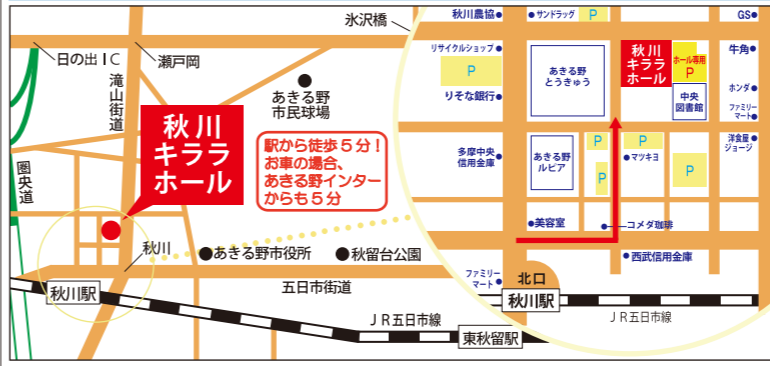 氷沢橋
日の出IC
瀬戸岡
滝山街道
あきる野
市民球場
秋川
キララ
ホール
駅から徒歩5分！
お車の場合、
あきる野インター
からも5分
圏央道
秋川
あきる野市役所
秋留台公園
五日市街道
秋川駅
JR五日市線
東秋留駅
秋川農協
サンドラッグ
P
GS
リサイクルショップ
P
あきる野
とうきゅう
秋川
キララ
ホール
ホール専用
P
牛角
りそな銀行
中央
図書館
ホンダ
ファミリー
マート
多摩中央
信用金庫
あきる野
ルピア
P
P
P
マツキヨ
P
洋食屋
ジョージ
美容室
コメダ珈琲
西武信用金庫
ファミリー
マート
北口
秋川駅
JR五日市線